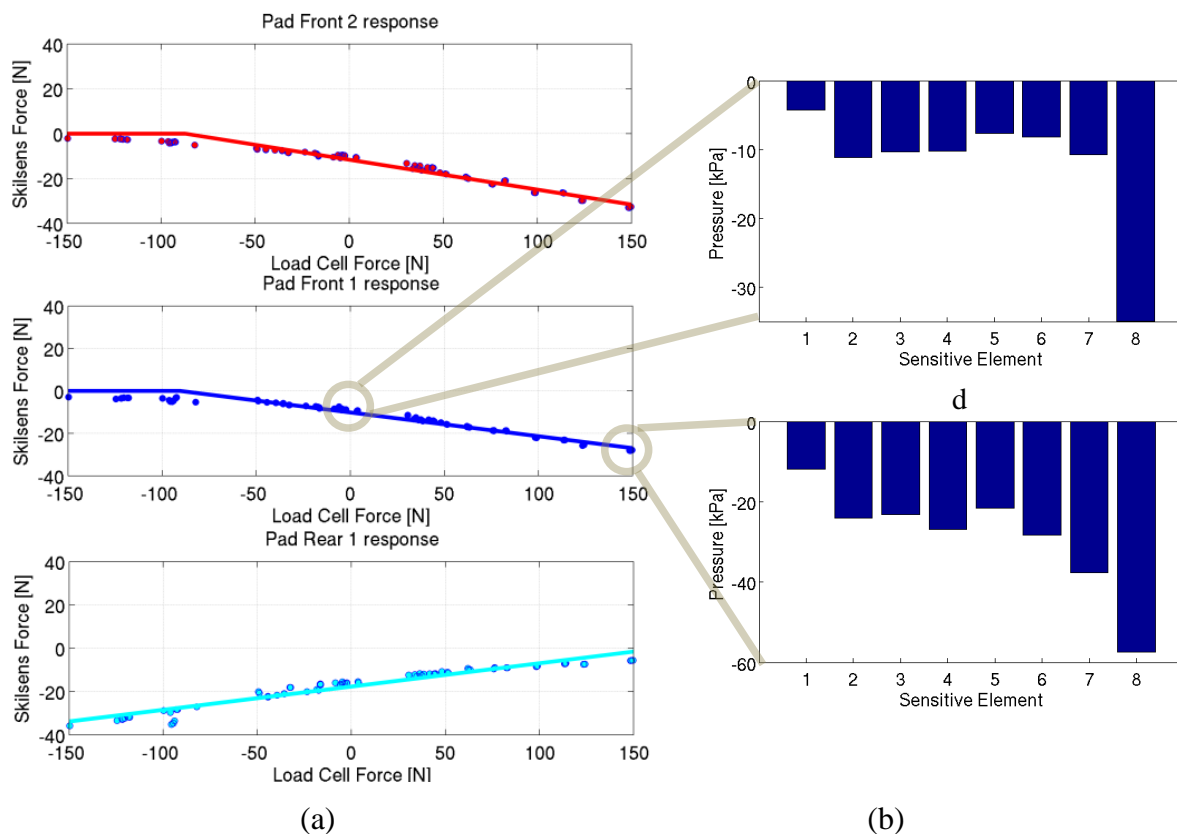 Pad Front 2 response
40
20
0
-20
-40
Skilsens Force [N]
-150 -100 -50 0 50 100 150
Load Cell Force [N]
Pad Front 1 response
40
20
0
-20
-40
Skilsens Force [N]
-150 -100 -50 0 50 100 150
Load Cell Force [N]
Pad Rear 1 response
40
20
0
-20
-40
Skilsens Force [N]
-150 -100 -50 0 50 100 150
Load Cell Force [N]
(a)
0
-10
-20
-30
Pressure [kPa]
1 2 3 4 5 6 7 8
Sensitive Element
d
0
-20
-40
-60
Pressure [kPa]
1 2 3 4 5 6 7 8
Sensitive Element
(b)